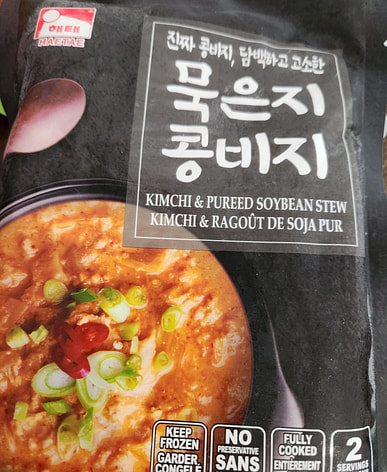 해태
HAETAE
진짜 콩비지, 담백하고 고소한
묵은지
콩비지
KIMCHI & PUREED SOYBEAN STEW
KIMCHI & RAGOÛT DE SOJA PUR
KEEP
FROZEN
GARDER
CONGELÉ
NO
PRESERVATIVE
SANS
FULLY
COOKED
ENTIÈREMENT
2
SERVINGS